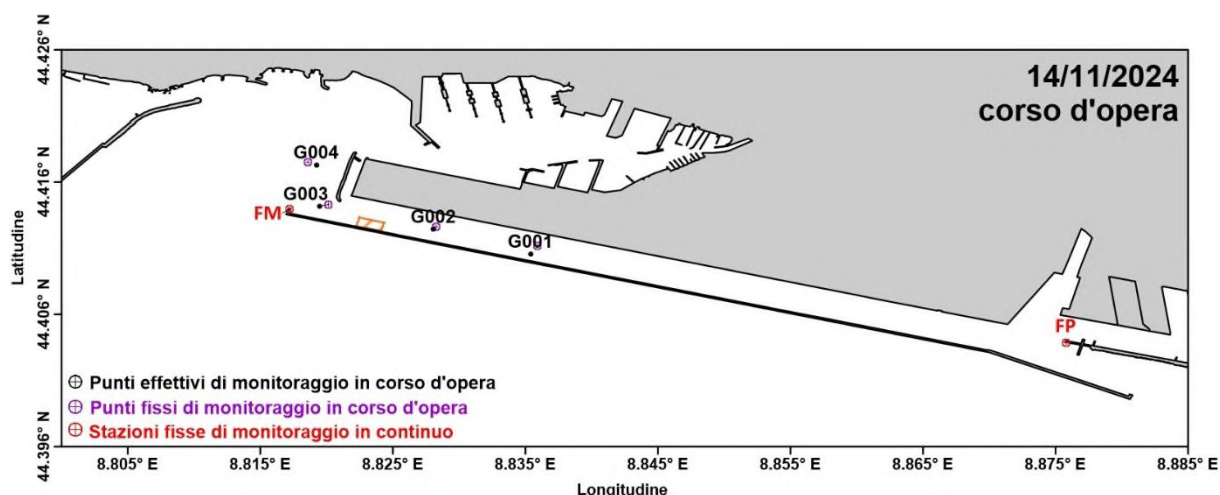 14/11/2024
corso d'opera
G004
G003
FM
G002
G001
FP
Punti effettivi di monitoraggio in corso d'opera
Punti fissi di monitoraggio in corso d'opera
Stazioni fisse di monitoraggio in continuo
Latitudine
44.426° N
44.416° N
44.406° N
44.396° N
8.805° E
8.815° E
8.825° E
8.835° E
8.845° E
8.855° E
8.865° E
8.875° E
8.885° E
Longitudine